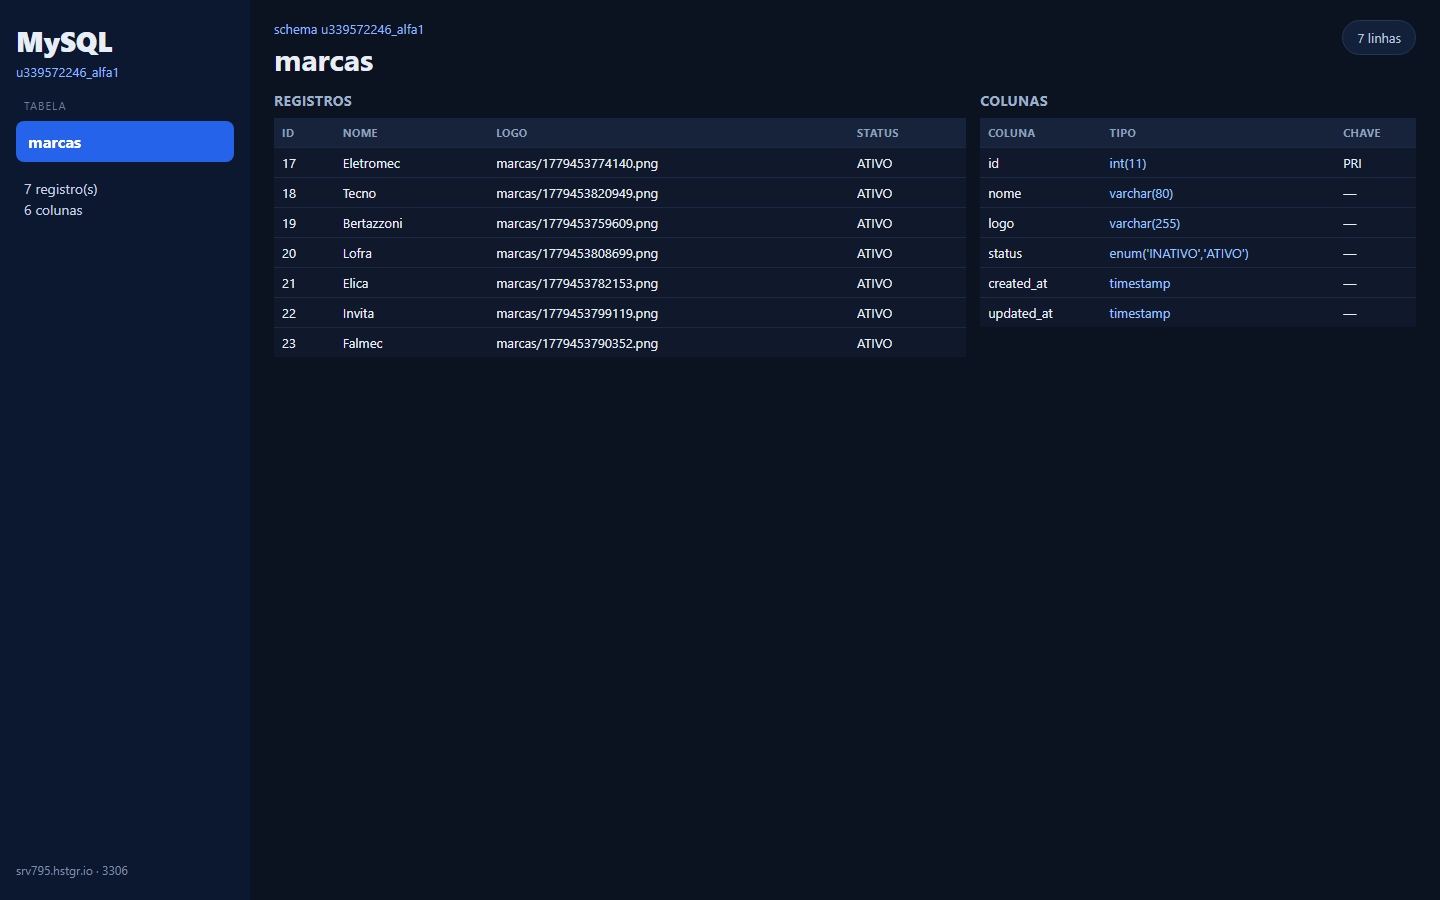 MySQL
u339572246_alfa1
TABELA
marcas
7 registro(s)
6 colunas
srv795.hstgr.io · 3306
schema u339572246_alfa1
marcas
7 linhas
REGISTROS
ID NOME LOGO STATUS
17 Eletromec marcas/1779453774140.png ATIVO
18 Tecno marcas/1779453820949.png ATIVO
19 Bertazzoni marcas/1779453759609.png ATIVO
20 Lofra marcas/1779453808699.png ATIVO
21 Elica marcas/1779453782153.png ATIVO
22 Invita marcas/1779453799119.png ATIVO
23 Falmec marcas/1779453790352.png ATIVO
COLUNAS
COLUNA TIPO CHAVE
id int(11) PRI
nome varchar(80) —
logo varchar(255) —
status enum('INATIVO','ATIVO') —
created_at timestamp —
updated_at timestamp —